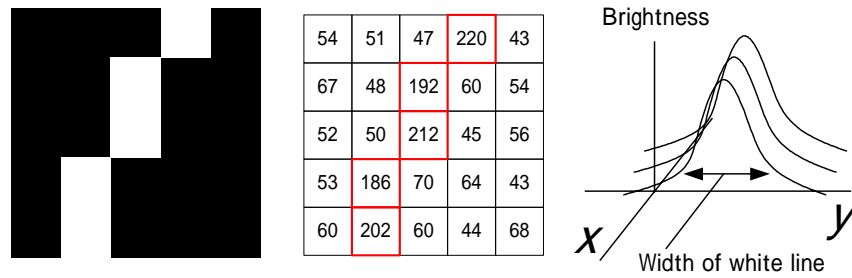 54 51 47 220 43
67 48 192 60 54
52 50 212 45 56
53 186 70 64 43
60 202 60 44 68
Brightness
x
y
Width of white line